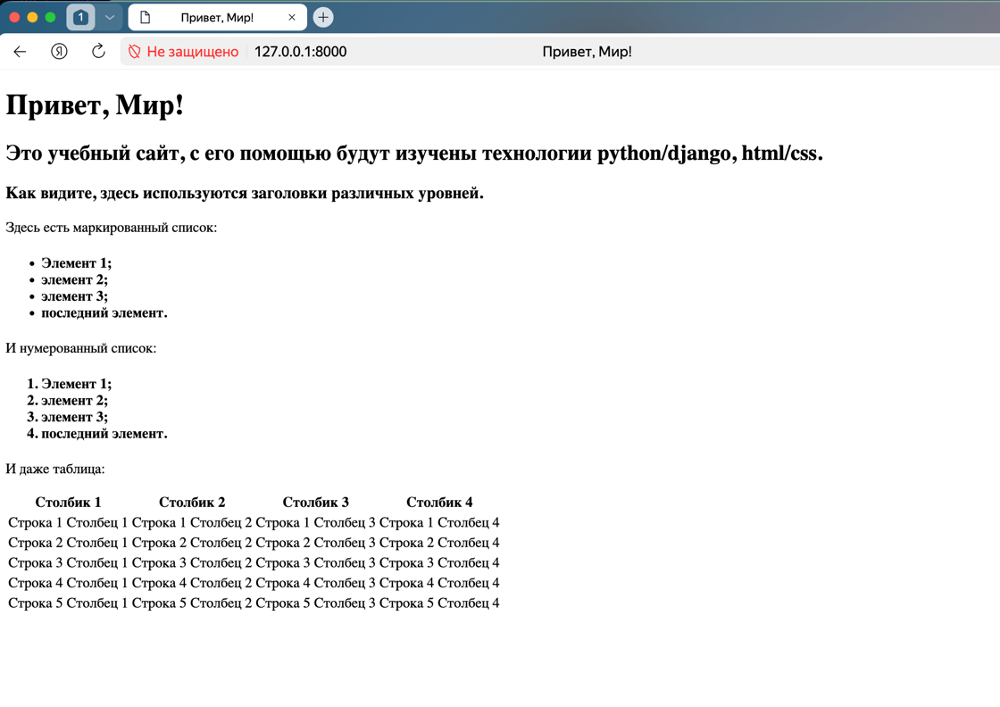 1
Привет, Мир!
Я
Не защищено
127.0.0.1:8000
Привет, Мир!
Привет, Мир!
Это учебный сайт, с его помощью будут изучены технологии python/django, html/css.
Как видите, здесь используются заголовки различных уровней.
Здесь есть маркированный список:
• Элемент 1;
• элемент 2;
• элемент 3;
• последний элемент.
И нумерованный список:
1. Элемент 1;
2. элемент 2;
3. элемент 3;
4. последний элемент.
И даже таблица:
Столбик 1 Столбик 2 Столбик 3 Столбик 4
Строка 1 Столбец 1 Строка 1 Столбец 2 Строка 1 Столбец 3 Строка 1 Столбец 4
Строка 2 Столбец 1 Строка 2 Столбец 2 Строка 2 Столбец 3 Строка 2 Столбец 4
Строка 3 Столбец 1 Строка 3 Столбец 2 Строка 3 Столбец 3 Строка 3 Столбец 4
Строка 4 Столбец 1 Строка 4 Столбец 2 Строка 4 Столбец 3 Строка 4 Столбец 4
Строка 5 Столбец 1 Строка 5 Столбец 2 Строка 5 Столбец 3 Строка 5 Столбец 4